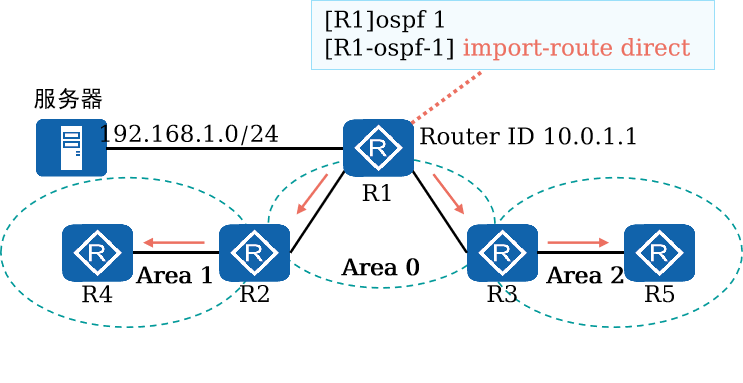 [R1]ospf 1
[R1-ospf-1] import-route direct
服务器
192.168.1.0/24
R
Router ID 10.0.1.1
R1
R
R
R
R
Area 0
Area 1
Area 2
R4
R2
R3
R5